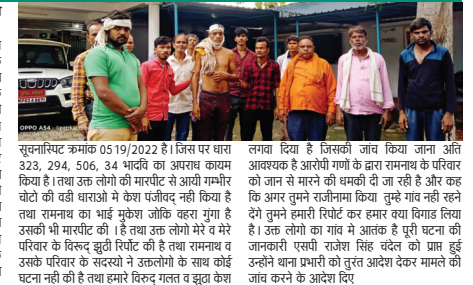 OPPO A54
सूचनारिपट क्रमांक 0519/2022 है। जिस पर धारा
323, 294, 506, 34 भादवि का अपराध कायम
किया है। तथा उक्त लोगो की मारपीट से आयी गम्भीर
चोटो की वडी धाराओ मे केश पंजीवद् नही किया है
तथा रामनाथ का भाई मुकेश जोकि वहरा गुंगा है
उसकी भी मारपीट की । है तथा उक्त लोगो मेरे व मेरे
परिवार के विरूद् झुठी रिर्पोट की है तथा रामनाथ व
उसके परिवार के सदस्यो ने उक्तलोगो के साथ कोई
घटना नही की है तथा हमारे विरुद् गलत व झूठा केश
लगवा दिया है जिसकी जांच किया जाना अति
आवश्यक है आरोपी गणों के द्वारा रामनाथ के परिवार
को जान से मारने की धमकी दी जा रही है और कह
कि अगर तुमने राजीनामा किया तुम्हे गांव नही रहने
देंगे तुमने हमारी रिपोर्ट कर हमार क्या विगाड लिया
है। उक्त लोगो का गांव मे आतंक है पूरी घटना की
जानकारी एसपी राजेश सिंह चंदेल को प्राप्त हुई
उन्होंने थाना प्रभारी को तुरंत आदेश देकर मामले की
जांच करने के आदेश दिए